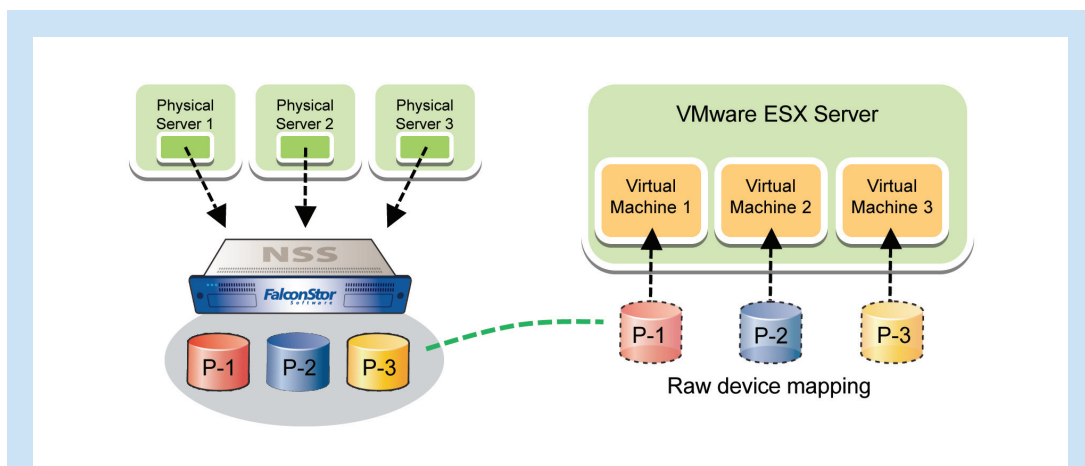 Physical
Server 1
Physical
Server 2
Physical
Server 3
NSS
FalconStor
Software
P-1
P-2
P-3
VMware ESX Server
Virtual
Machine 1
Virtual
Machine 2
Virtual
Machine 3
P-1
P-2
P-3
Raw device mapping